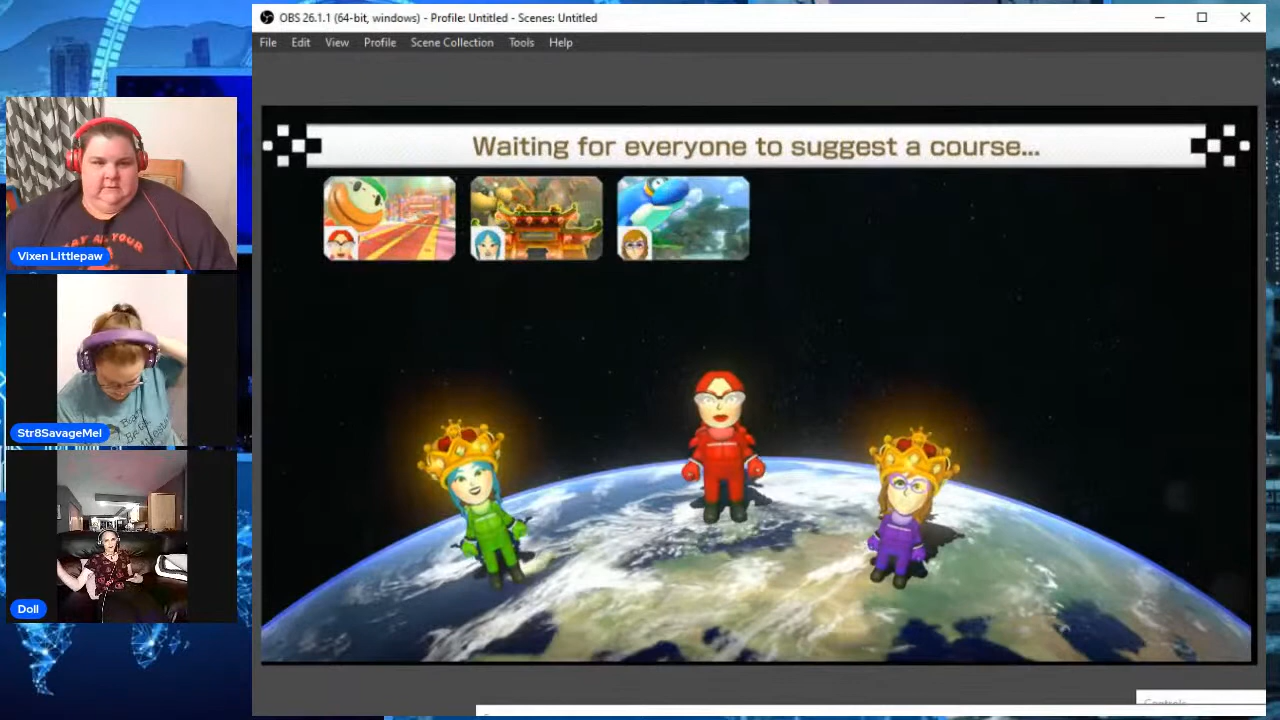 OBS 26.1.1 (64-bit, windows) - Profile: Untitled - Scenes: Untitled
File Edit View Profile Scene Collection Tools Help
Waiting for everyone to suggest a course...
Vixen Littlepaw
Str8SavageMel
Doll
Controls